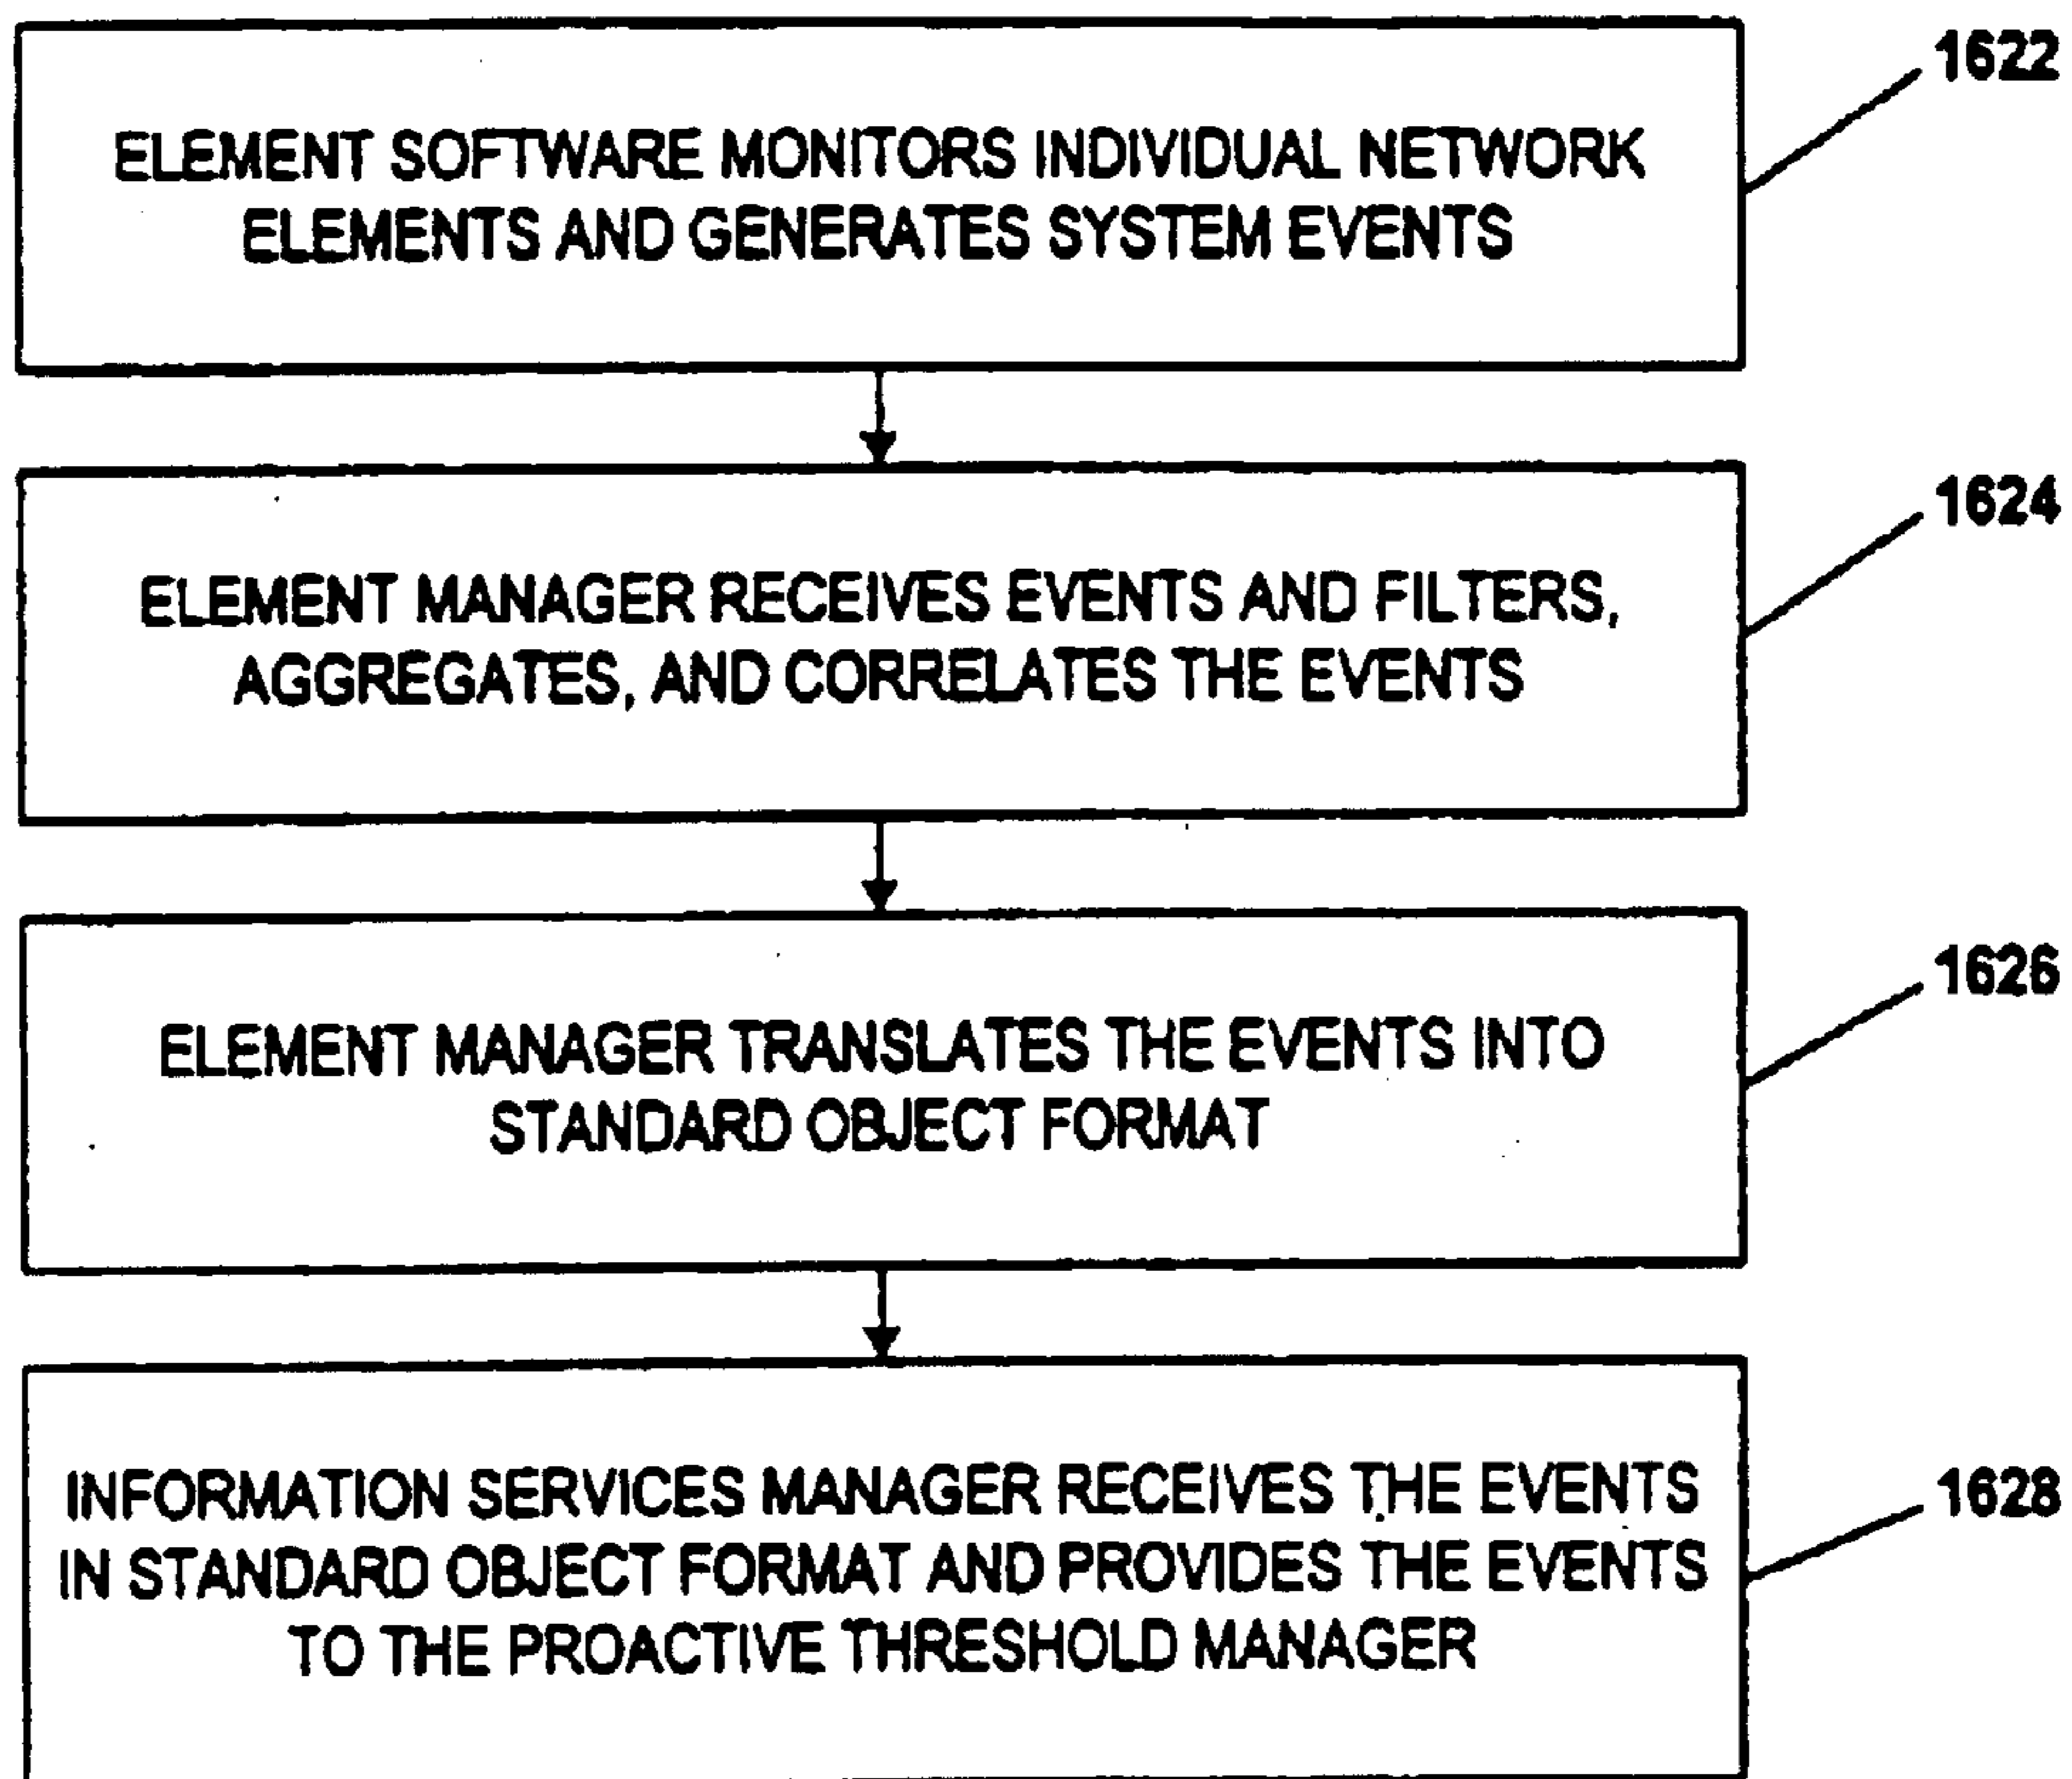 1622
ELEMENT SOFTWARE MONITORS INDIVIDUAL NETWORK
ELEMENTS AND GENERATES SYSTEM EVENTS
1624
ELEMENT MANAGER RECEIVES EVENTS AND FILTERS,
AGGREGATES, AND CORRELATES THE EVENTS
1626
ELEMENT MANAGER TRANSLATES THE EVENTS INTO
STANDARD OBJECT FORMAT
1628
INFORMATION SERVICES MANAGER RECEIVES THE EVENTS
IN STANDARD OBJECT FORMAT AND PROVIDES THE EVENTS
TO THE PROACTIVE THRESHOLD MANAGER